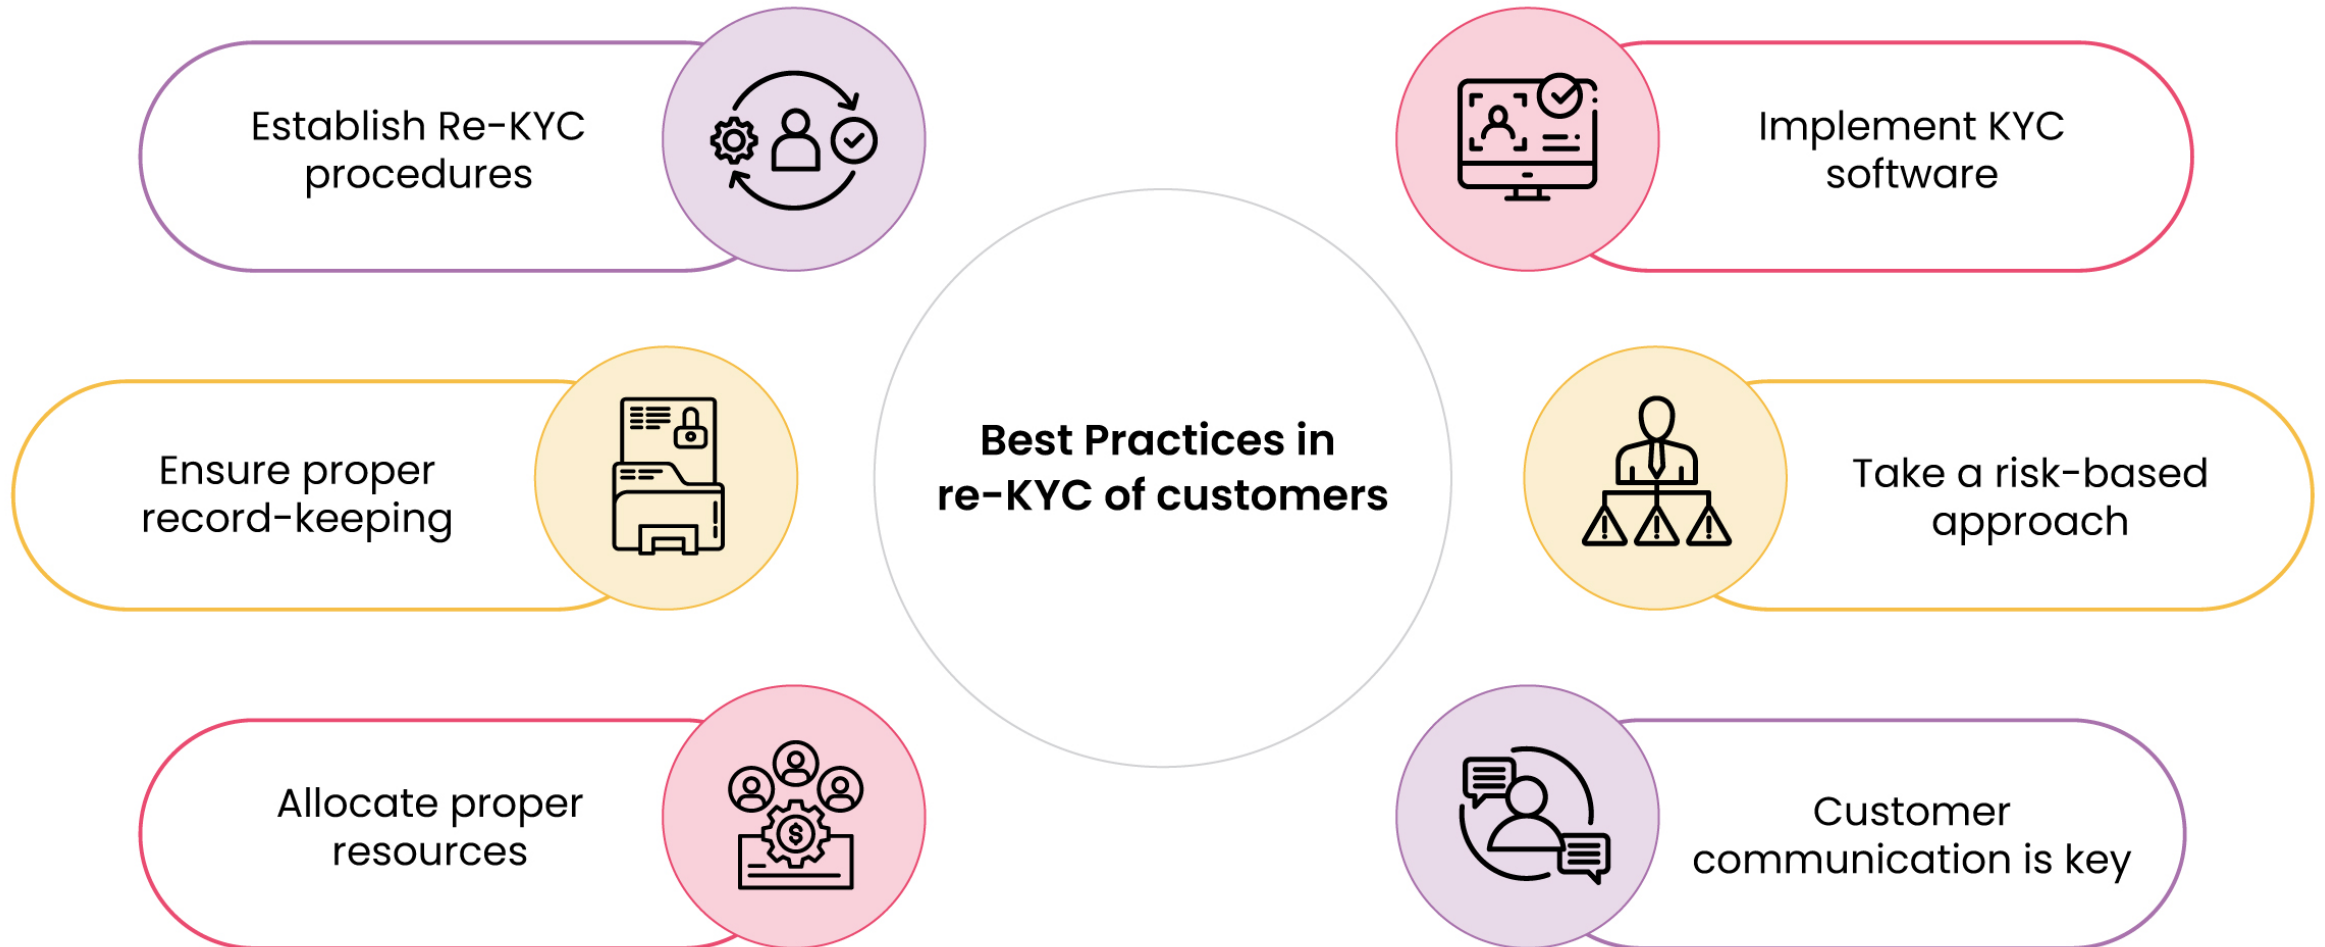 Establish Re-KYC
procedures
Implement KYC
software
Ensure proper
record-keeping
Best Practices in
re-KYC of customers
Take a risk-based
approach
Allocate proper
resources
Customer
communication is key